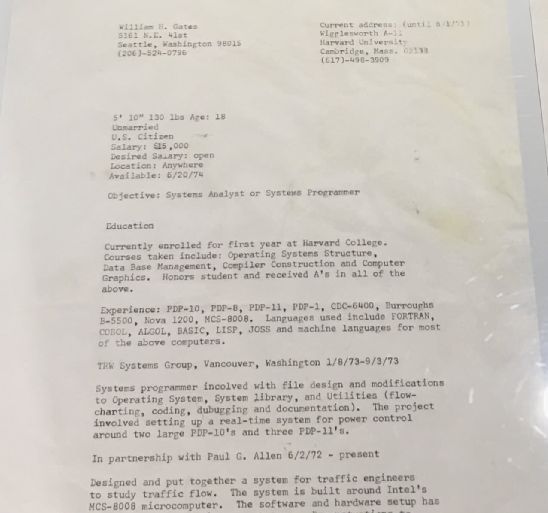 William H. Gates
5161 N.E. 41st
Seattle, Washington 98015
(206)-524-0796
Current address: (until 6/1/
Wigglesworth A-11
Harvard University
Cambridge, Mass. 02138
(617)-498-3909
5' 10" 130 lbs Age: 18
Unmarried
U.S. Citizen
Salary: $15,000
Desired Salary: open
Location: Anywhere
Available: 6/20/74
Objective: Systems Analyst or Systems Programmer
Education
Currently enrolled for first year at Harvard College.
Courses taken include: Operating Systems Structure,
Data Base Management, Compiler Construction and Computer
Graphics. Honors student and received A's in all of the
above.
Experience: PDP-10, PDP-8, PDP-11, PDP-1, CDC-6400, Burroughs
B-5500, Nova 1200, MCS-8008. Languages used include FORTRAN,
COBOL, ALGOL, BASIC, LISP, JOSS and machine languages for most
of the above computers.
TRW Systems Group, Vancouver, Washington 1/8/73-9/3/73
Systems programmer incolved with file design and modifications
to Operating System, System library, and Utilities (flow-
charting, coding, dubugging and documentation). The project
involved setting up a real-time system for power control
around two large PDP-10's and three PDP-11's.
In partnership with Paul G. Allen 6/2/72 - present
Designed and put together a system for traffic engineers
to study traffic flow. The system is built around Intel's
MCS-8008 microcomputer. The software and hardware setup has